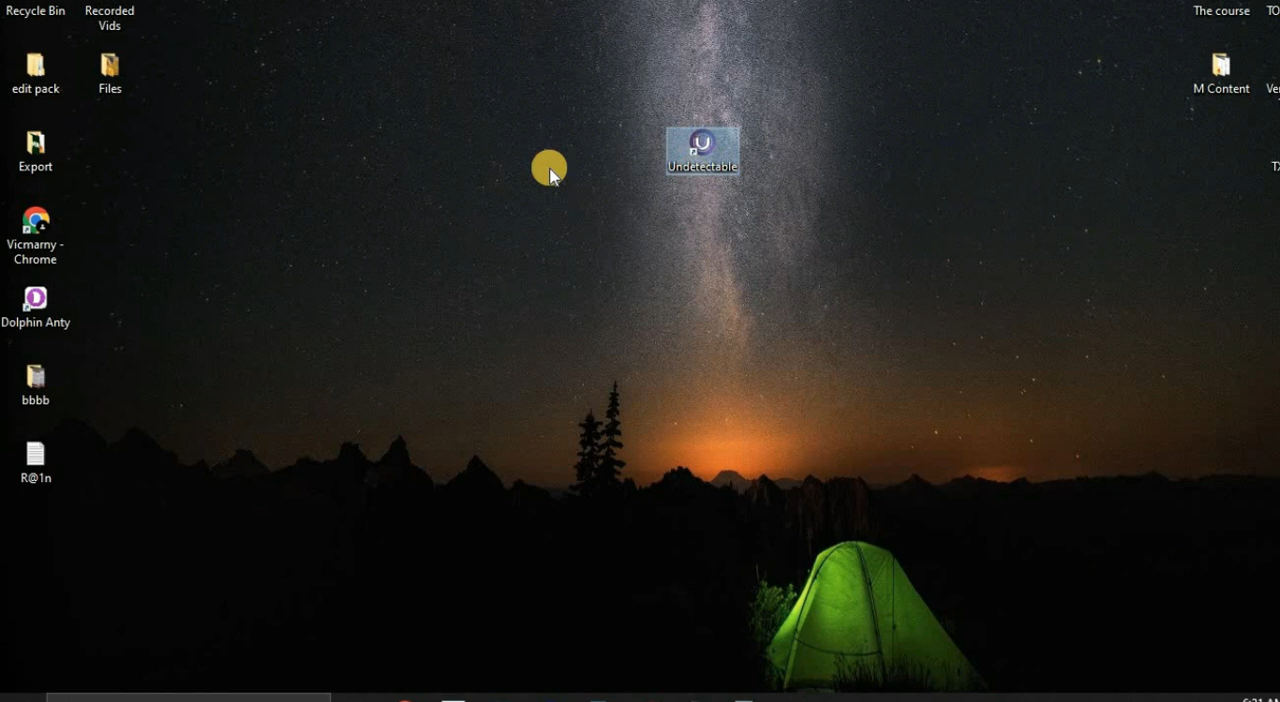 Recycle Bin
Recorded
Vids
The course
edit pack
Files
M Content
Undetectable
Export
Vicmarny -
Chrome
Dolphin Anty
bbbb
R@1n